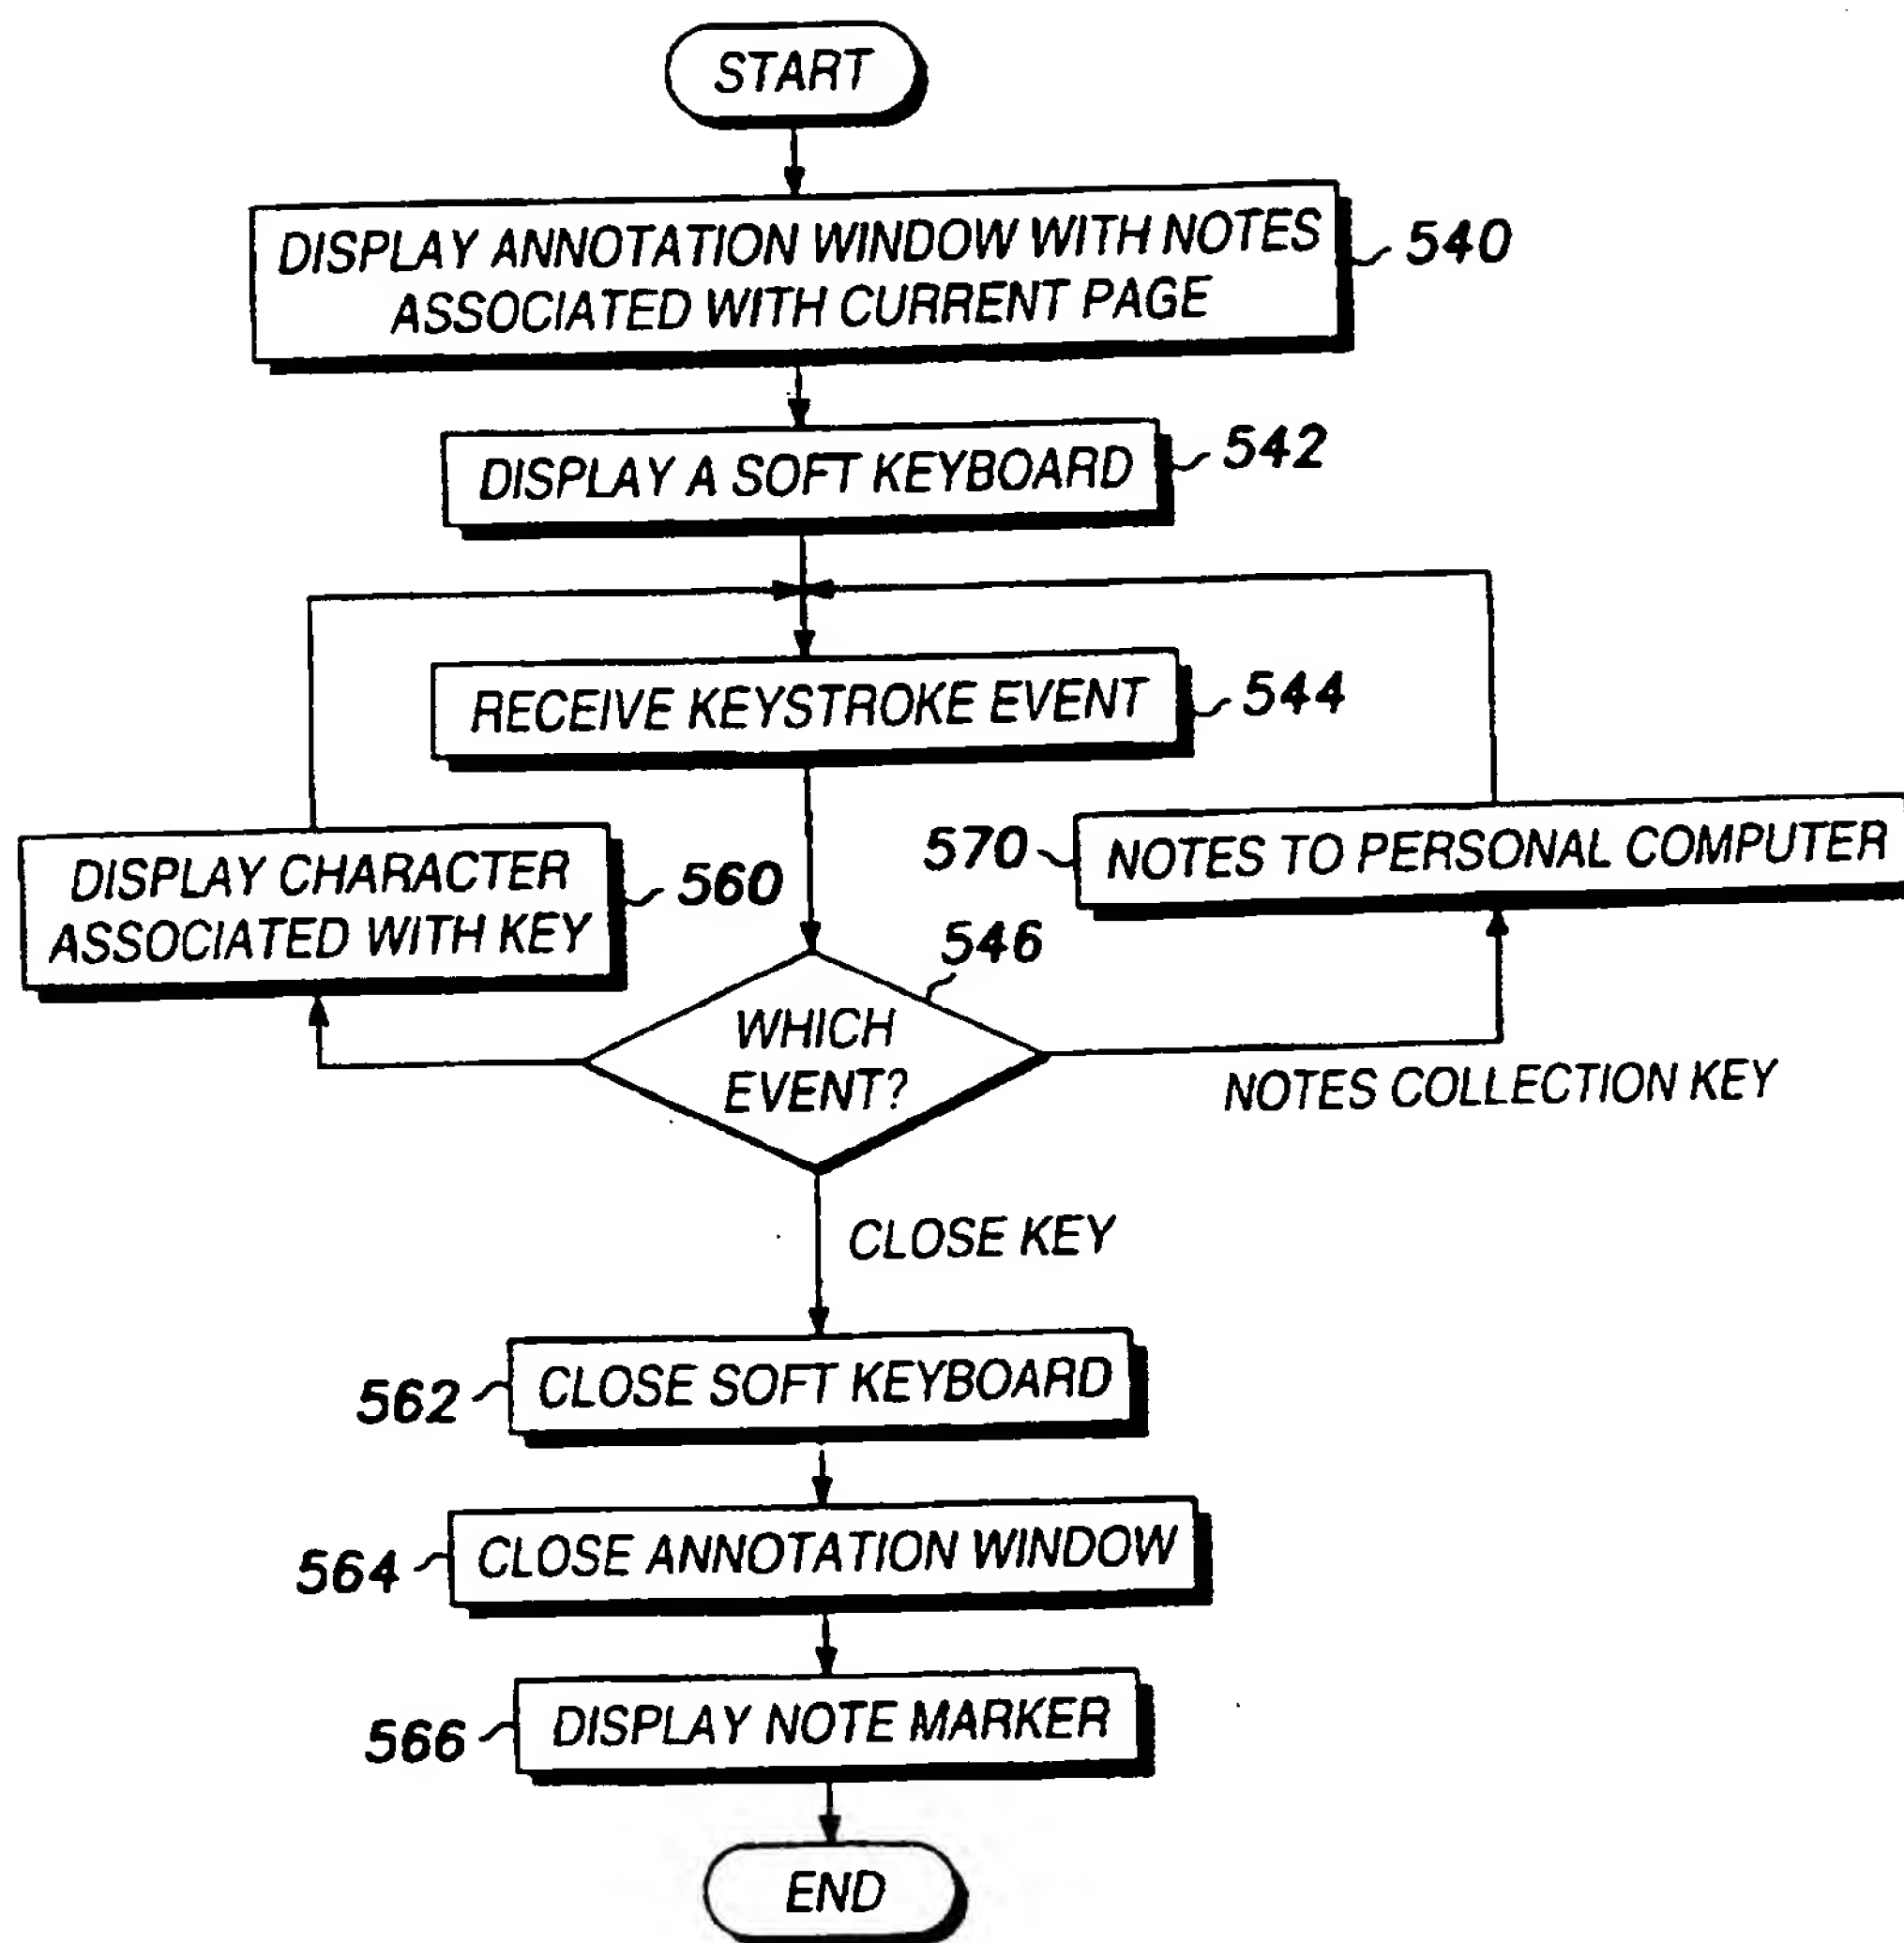 START
DISPLAY ANNOTATION WINDOW WITH NOTES
ASSOCIATED WITH CURRENT PAGE
540
DISPLAY A SOFT KEYBOARD
542
RECEIVE KEYSTROKE EVENT
544
DISPLAY CHARACTER
ASSOCIATED WITH KEY
560
570
NOTES TO PERSONAL COMPUTER
546
WHICH
EVENT?
NOTES COLLECTION KEY
CLOSE KEY
562
CLOSE SOFT KEYBOARD
564
CLOSE ANNOTATION WINDOW
566
DISPLAY NOTE MARKER
END